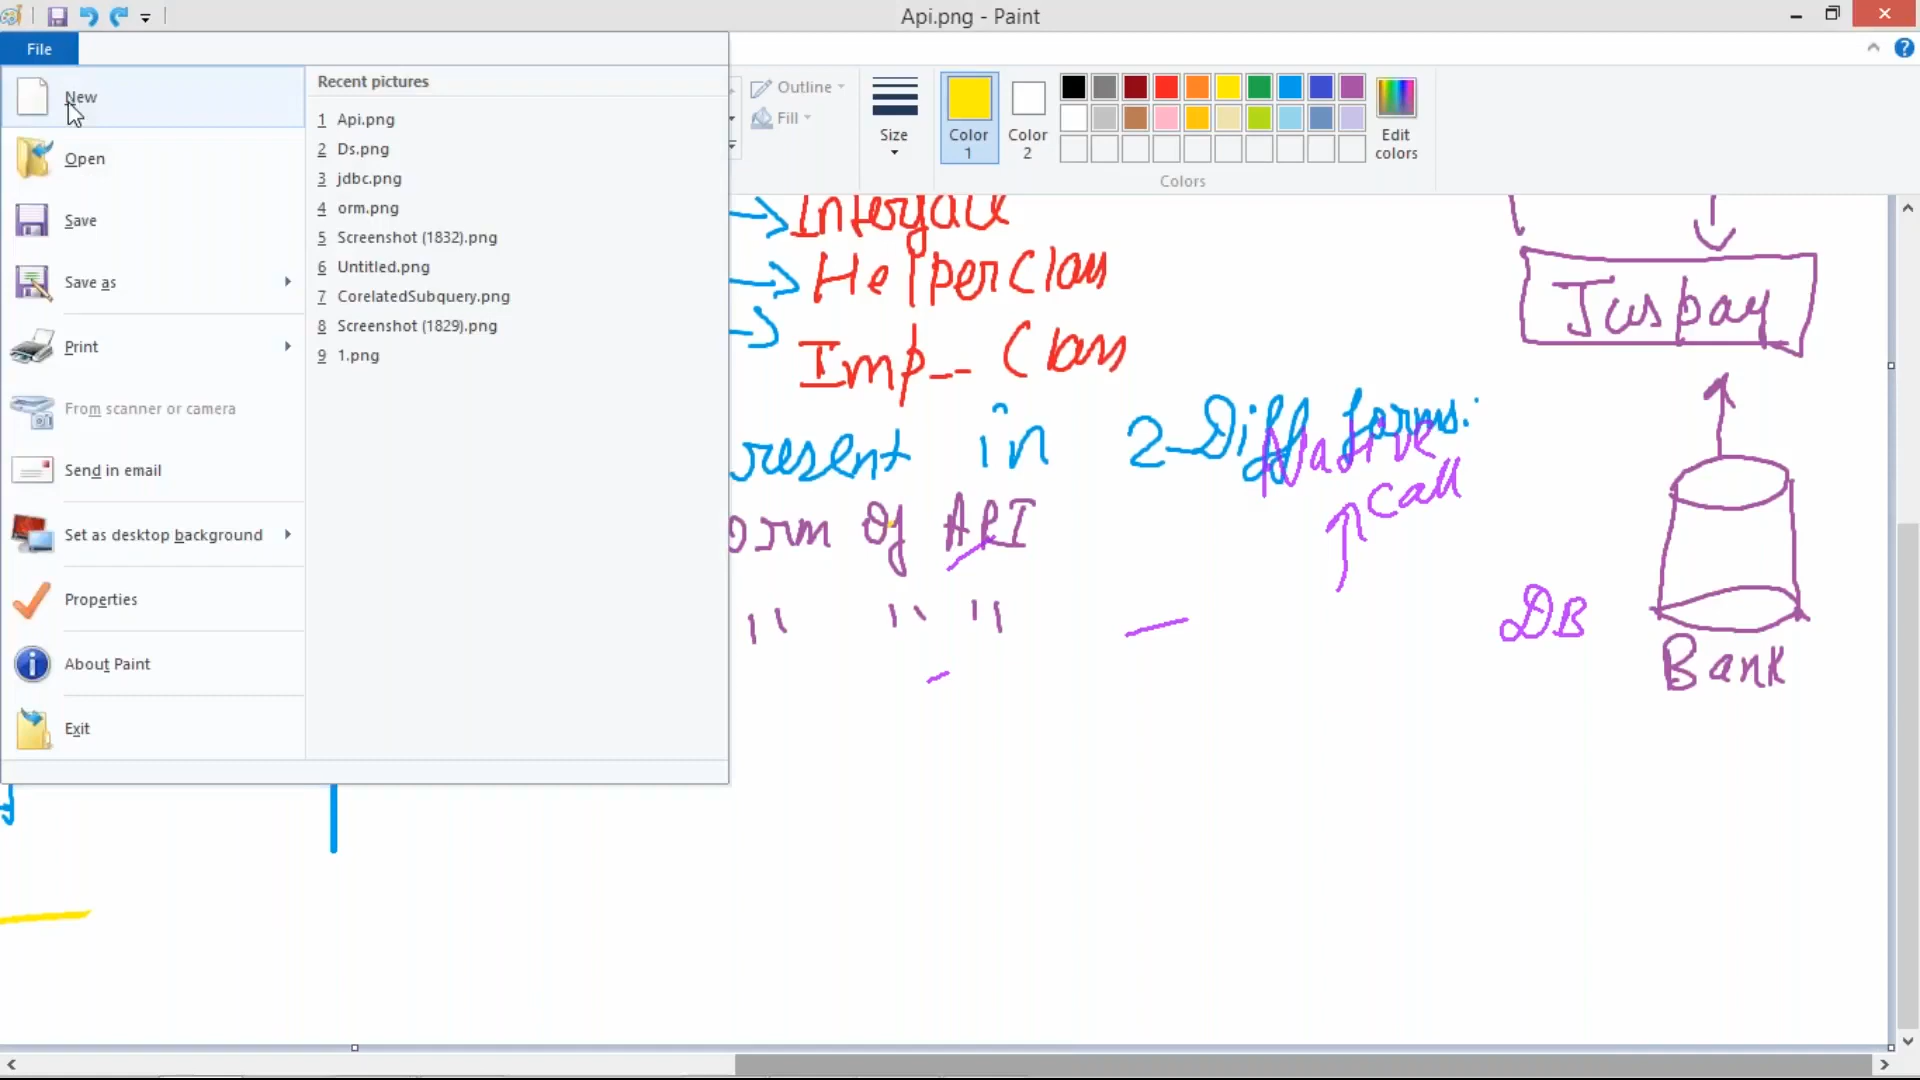 Api.png - Paint
File
New
Open
Save
Save as
Print
From scanner or camera
Send in email
Set as desktop background
Properties
About Paint
Exit
Recent pictures
1 Api.png
2 Ds.png
3 jdbc.png
4 orm.png
5 Screenshot (1832).png
6 Untitled.png
7 CorelatedSubquery.png
8 Screenshot (1829).png
9 1.png
Outline
Fill
Size
Color 1
Color 2
Edit colors
Colors
Interface
HelperClass
Imp-- Class
resent in 2-Diff forms:
Native
Call
orm Of API
" " "
Juspay
DB
Bank